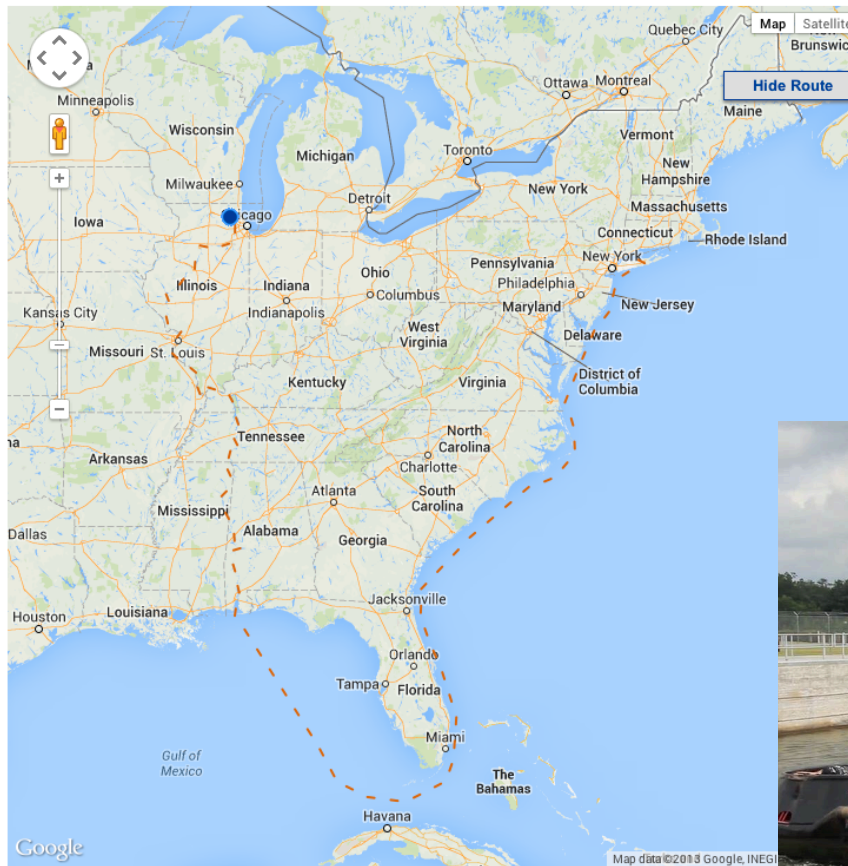 Quebec City
Map Satellite
Brunswick
Ottawa Montreal
Hide Route
Minneapolis
Maine
Wisconsin
Vermont
Toronto
Michigan
New
Hampshire
Milwaukee
New York
Detroit
Massachusetts
Iowa
Connecticut
Rhode Island
Pennsylvania
New York
Ohio
Illinois
Indiana
Philadelphia
Columbus
Maryland
New Jersey
Indianapolis
Kansas City
West
Virginia
Delaware
Missouri
St. Louis
District of
Columbia
Kentucky
Virginia
Tennessee
North
Carolina
Arkansas
Charlotte
Atlanta
South
Carolina
Mississippi
Dallas
Alabama
Georgia
Jacksonville
Louisiana
Houston
Orlando
Tampa
Florida
Miami
Gulf of
Mexico
The
Bahamas
Havana
Google
Map data ©2013 Google, INEGI